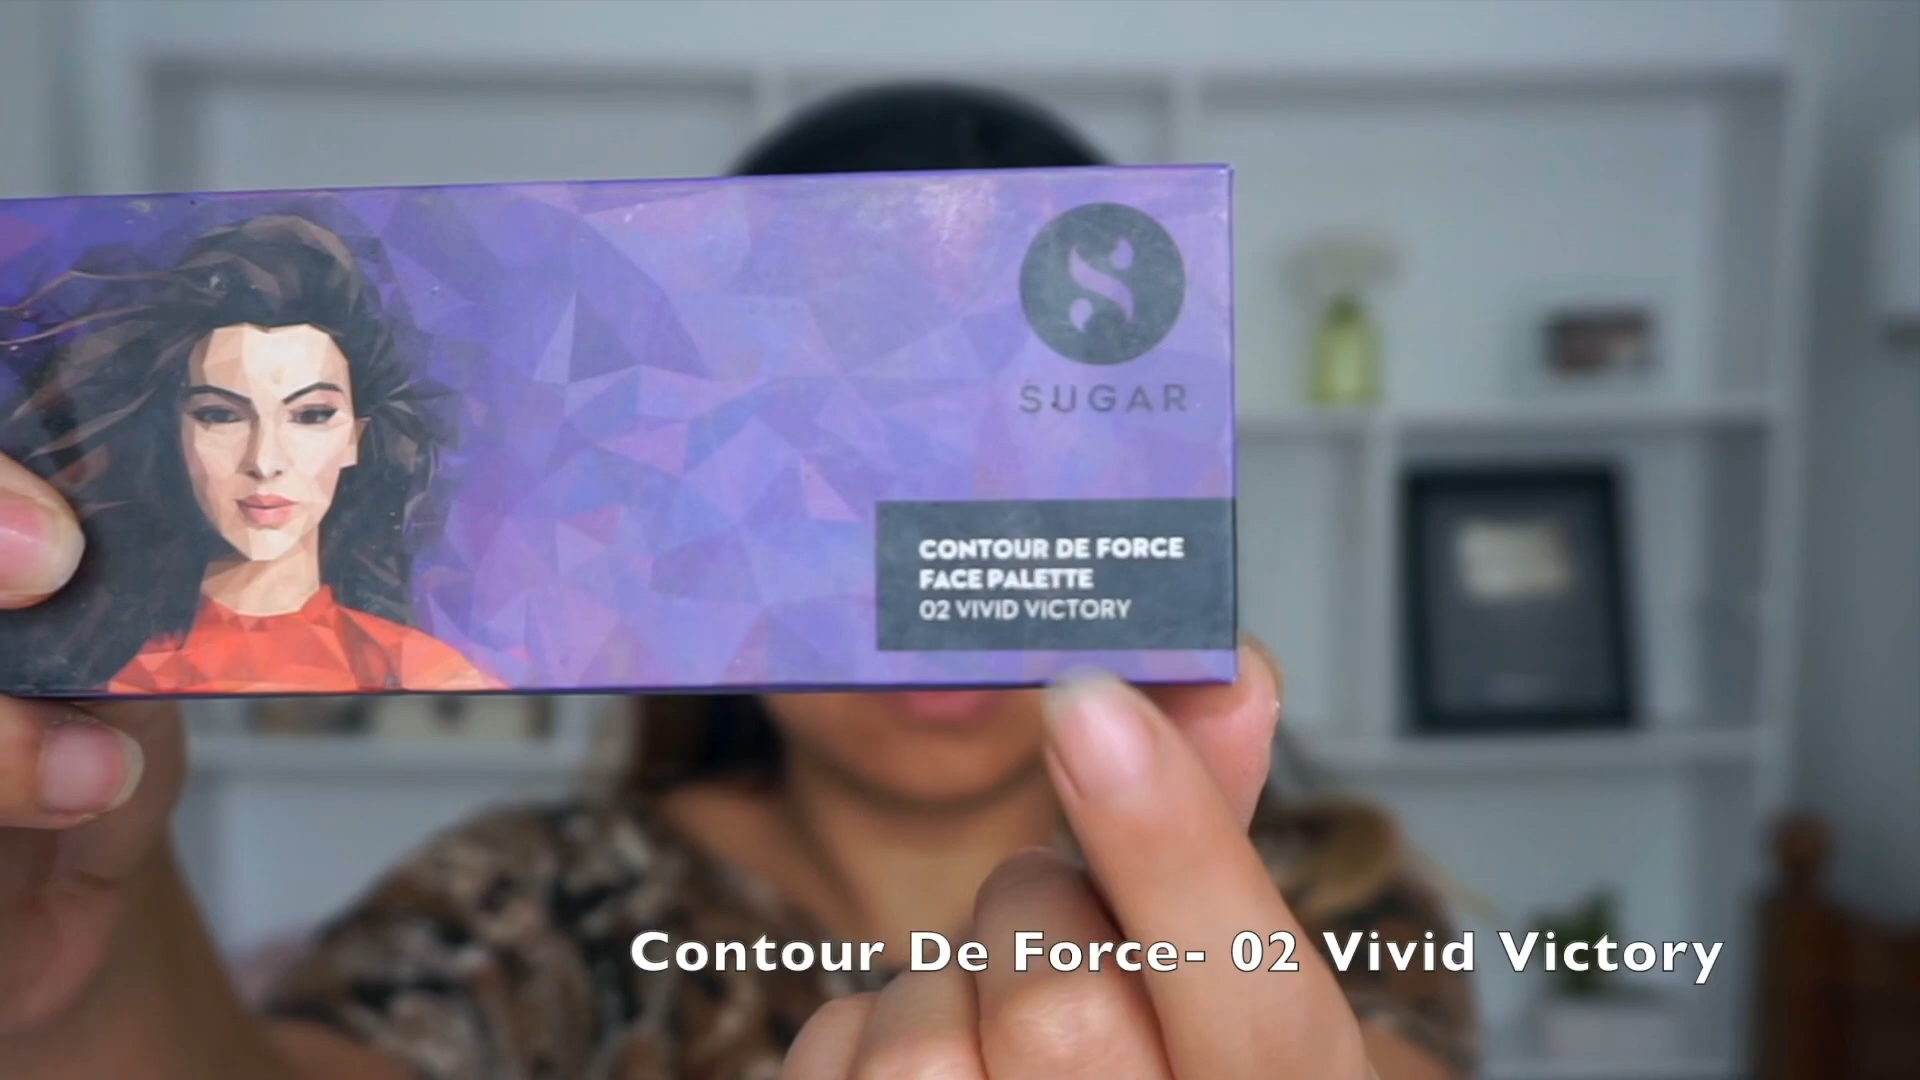 SUGAR
CONTOUR DE FORCE
FACE PALETTE
02 VIVID VICTORY
Contour De Force- 02 Vivid Victory